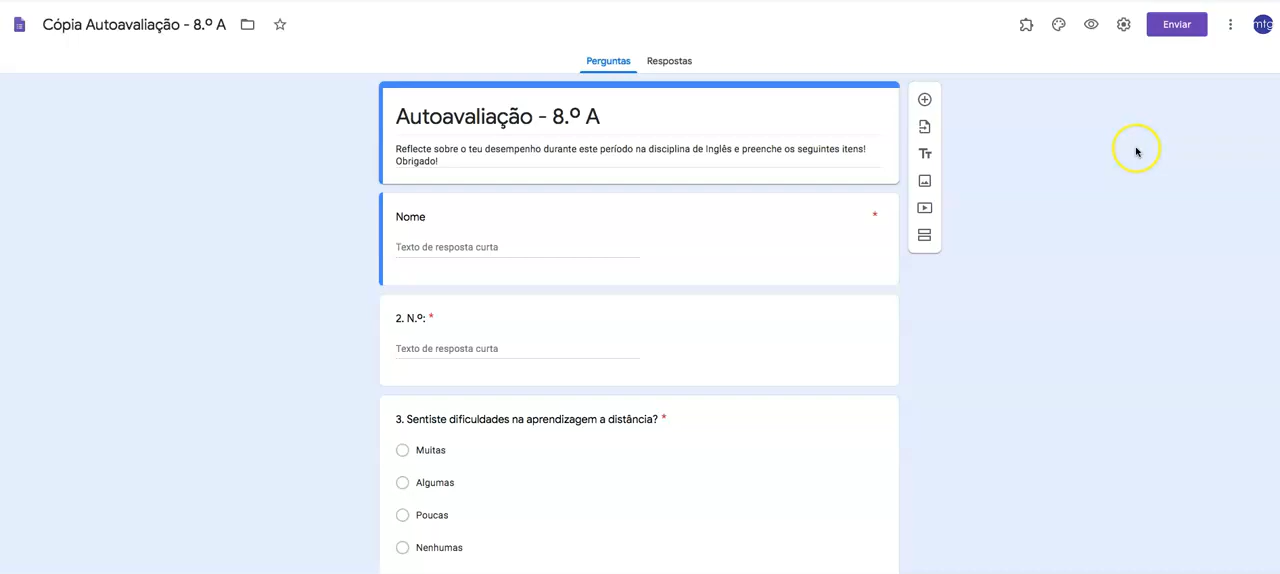 Cópia Autoavaliação - 8.º A
Enviar
mfg
Perguntas Respostas
Autoavaliação - 8.º A
Reflecte sobre o teu desempenho durante este período na disciplina de Inglês e preenche os seguintes itens!
Obrigado!
Nome *
Texto de resposta curta
2. N.º: *
Texto de resposta curta
3. Sentiste dificuldades na aprendizagem a distância? *
Muitas
Algumas
Poucas
Nenhumas